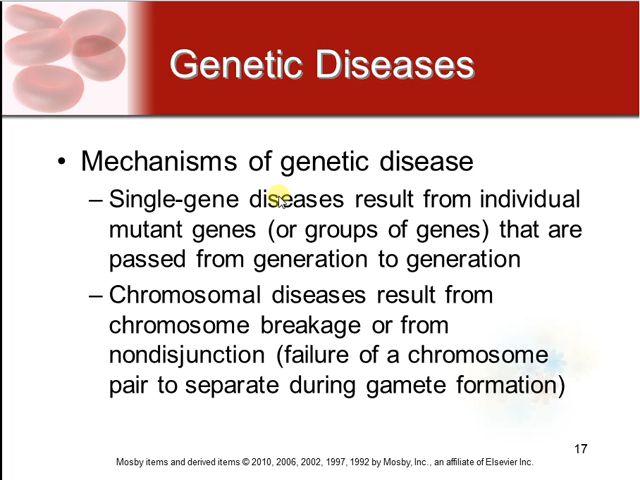 Genetic Diseases
• Mechanisms of genetic disease
– Single-gene diseases result from individual
mutant genes (or groups of genes) that are
passed from generation to generation
– Chromosomal diseases result from
chromosome breakage or from
nondisjunction (failure of a chromosome
pair to separate during gamete formation)
17
Mosby items and derived items © 2010, 2006, 2002, 1997, 1992 by Mosby, Inc., an affiliate of Elsevier Inc.